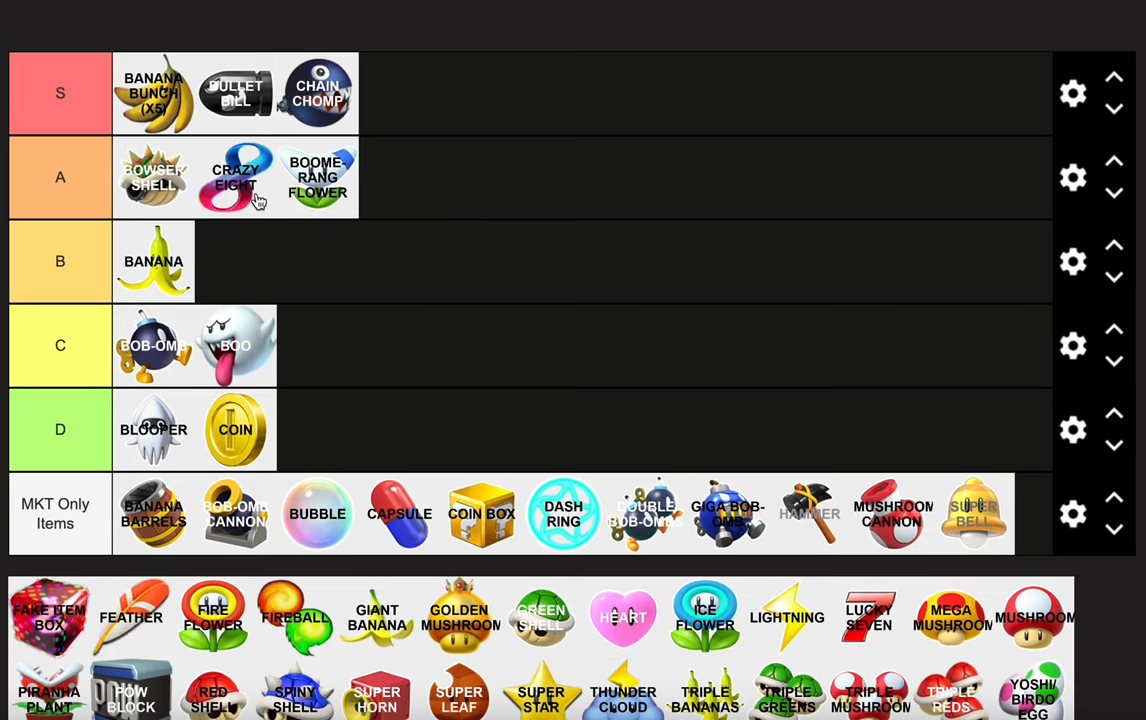 S
BANANA
BUNCH
(X5)
BULLET
BILL
CHAIN
CHOMP
A
BOWSER
SHELL
CRAZY
EIGHT
BOOME-
RANG
FLOWER
B
BANANA
C
BOB-OMB
BOO
D
BLOOPER
COIN
MKT Only
Items
BANANA
BARRELS
BOB-OMB
CANNON
BUBBLE
CAPSULE
COIN BOX
DASH
RING
DOUBLE
BOB-OMBS
GIGA BOB-
OMB
HAMMER
MUSHROOM
CANNON
SUPER
BELL
FAKE ITEM
BOX
FEATHER
FIRE
FLOWER
FIREBALL
GIANT
BANANA
GOLDEN
MUSHROOM
GREEN
SHELL
HEART
ICE
FLOWER
LIGHTNING
LUCKY
SEVEN
MEGA
MUSHROOM
MUSHROOM
PIRANHA
PLANT
POW
BLOCK
RED
SHELL
SPINY
SHELL
SUPER
HORN
SUPER
LEAF
SUPER
STAR
THUNDER
CLOUD
TRIPLE
BANANAS
TRIPLE
GREENS
TRIPLE
MUSHROOM
TRIPLE
REDS
YOSHI/
BIRDO
EGG